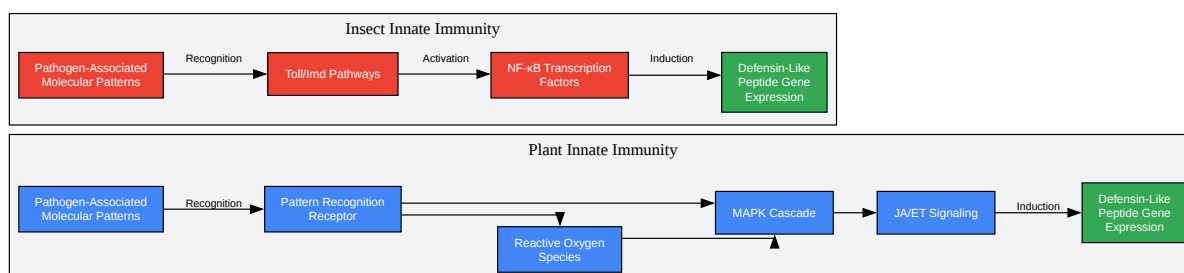 Insect Innate Immunity
Pathogen-Associated
Molecular Patterns
Recognition
Toll/Imd Pathways
Activation
NF-κB Transcription
Factors
Induction
Defensin-Like
Peptide Gene
Expression
Plant Innate Immunity
Pathogen-Associated
Molecular Patterns
Recognition
Pattern Recognition
Receptor
Reactive Oxygen
Species
MAPK Cascade
JA/ET Signaling
Induction
Defensin-Like
Peptide Gene
Expression